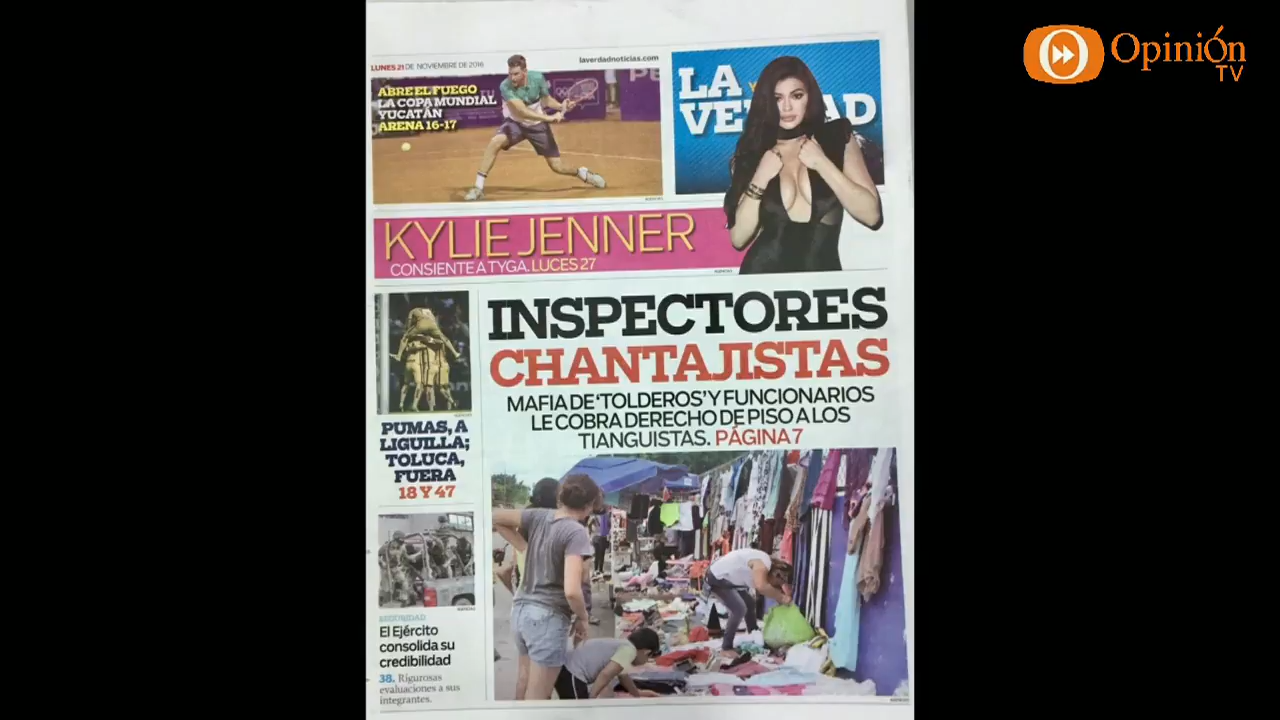 Opinión
TV
LUNES 21 DE NOVIEMBRE DE 2016
laverdadnoticias.com
ABRE EL FUEGO
LA COPA MUNDIAL
YUCATÁN
ARENA 16-17
LA
VE AD
KYLIE JENNER
CONSIENTE A TYGA. LUCES 27
INSPECTORES
CHANTAJISTAS
MAFIA DE 'TOLDEROS' Y FUNCIONARIOS
LE COBRA DERECHO DE PISO A LOS
TIANGUISTAS. PÁGINA 7
PUMAS, A
LIGUILLA;
TOLUCA,
FUERA
18 Y 47
SEGURIDAD
El Ejército
consolida su
credibilidad
38. Rigurosas
evaluaciones a sus
integrantes.